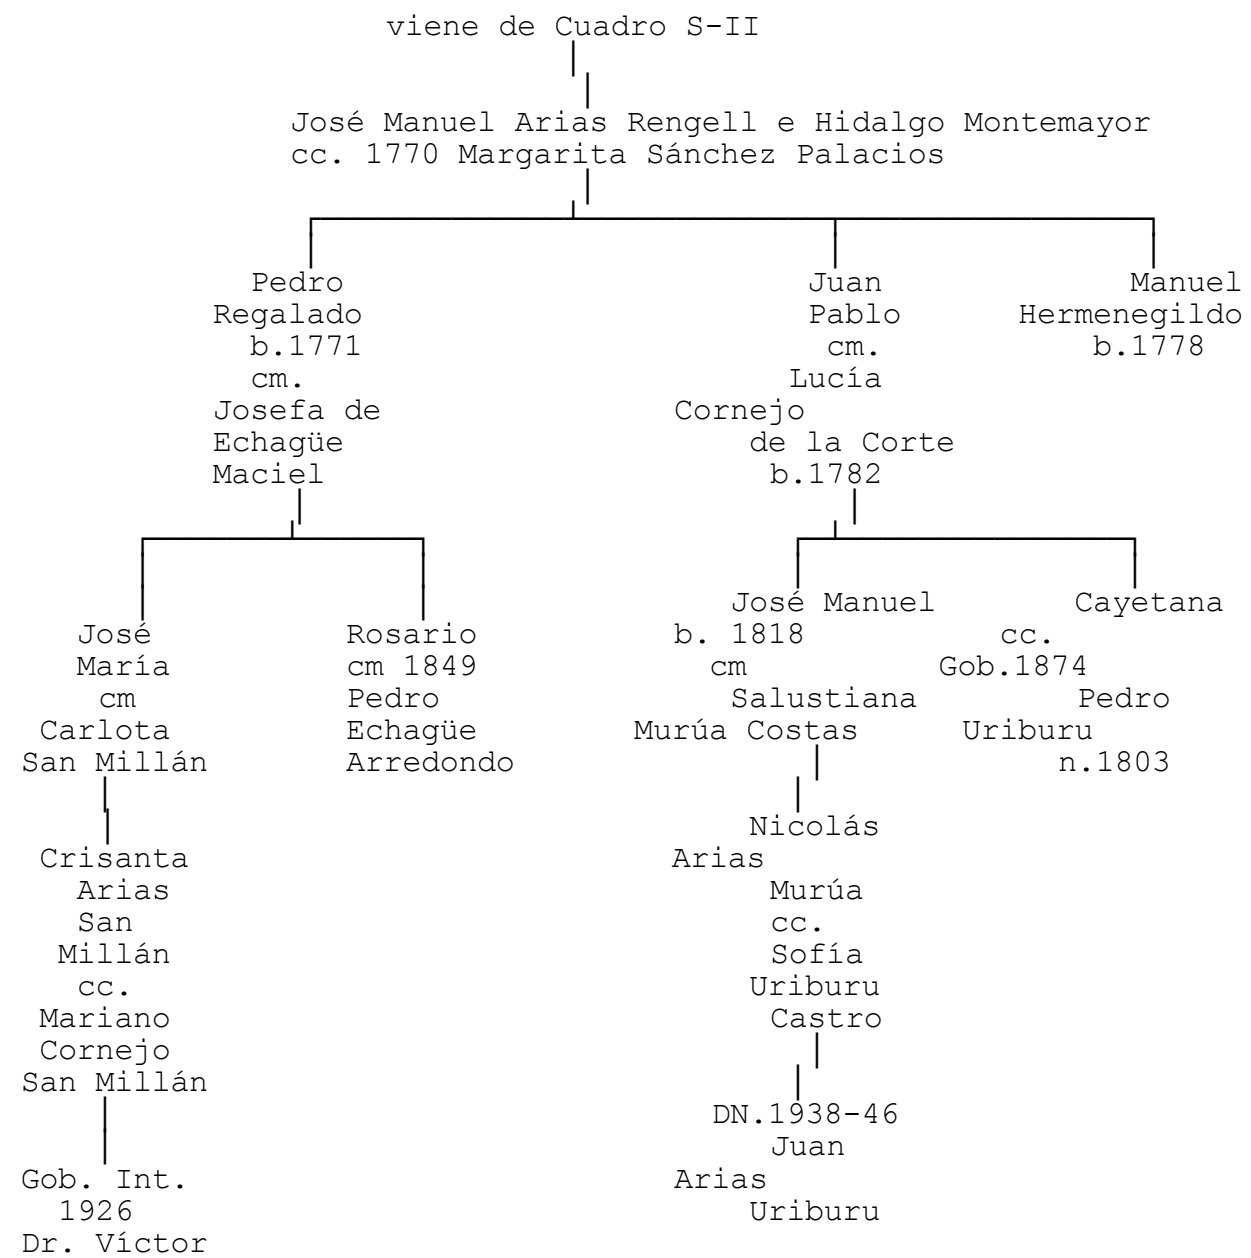 viene de Cuadro S-II
José Manuel Arias Rengell e Hidalgo Montemayor
cc. 1770 Margarita Sánchez Palacios
Pedro Juan Manuel
Regalado Pablo Hermenegildo
b.1771 cm. b.1778
cm. Lucía
Josefa de Cornejo
Echagüe de la Corte
Maciel b.1782
José Manuel Cayetana
José Rosario b. 1818 cc.
María cm 1849 cm Gob.1874
cm Pedro Salustiana Pedro
Carlota Echagüe Murúa Costas Uriburu
San Millán Arredondo n.1803
Nicolás
Crisanta Arias
Arias Murúa
San cc.
Millán Sofía
cc. Uriburu
Mariano Castro
Cornejo
San Millán
DN.1938-46
Juan
Gob. Int. Arias
1926 Uriburu
Dr. Víctor